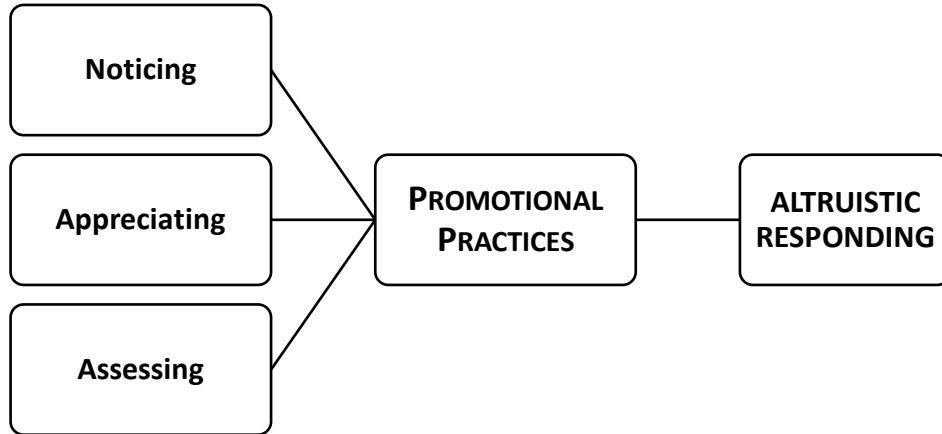 Noticing
Appreciating
Assessing
PROMOTIONAL
PRACTICES
ALTRUISTIC
RESPONDING